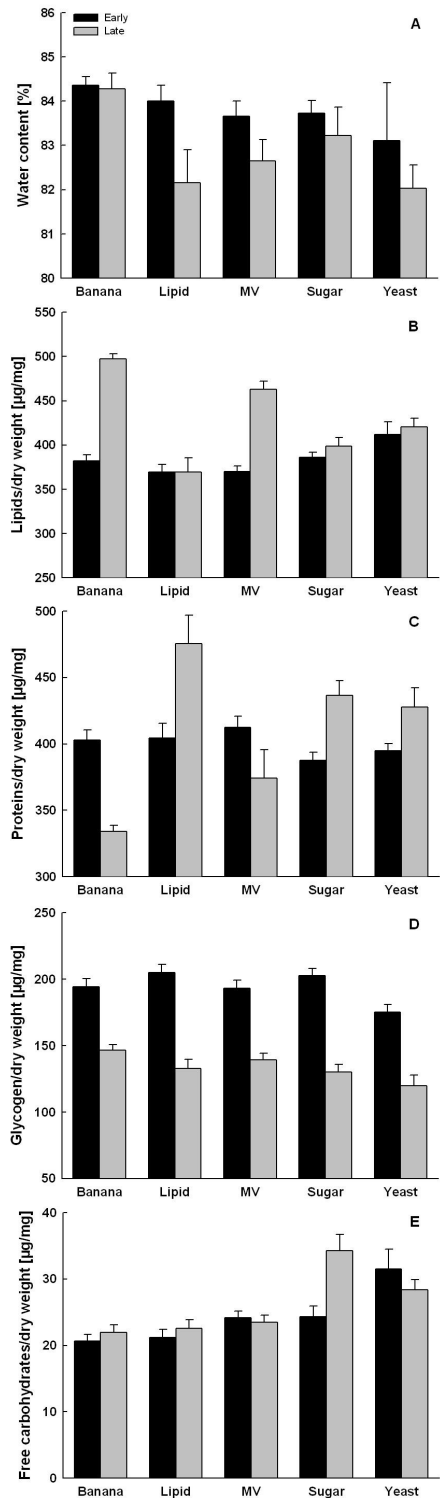 86
85
84
83
82
81
80
Water content [%]
Early
Late
A
Banana Lipid MV Sugar Yeast
550
500
450
400
350
300
250
Lipids/dry weight [µg/mg]
B
Banana Lipid MV Sugar Yeast
500
450
400
350
300
Proteins/dry weight [µg/mg]
C
Banana Lipid MV Sugar Yeast
250
200
150
100
50
Glycogen/dry weight [µg/mg]
D
Banana Lipid MV Sugar Yeast
40
30
20
10
0
Free carbohydrates/dry weight [µg/mg]
E
Banana Lipid MV Sugar Yeast